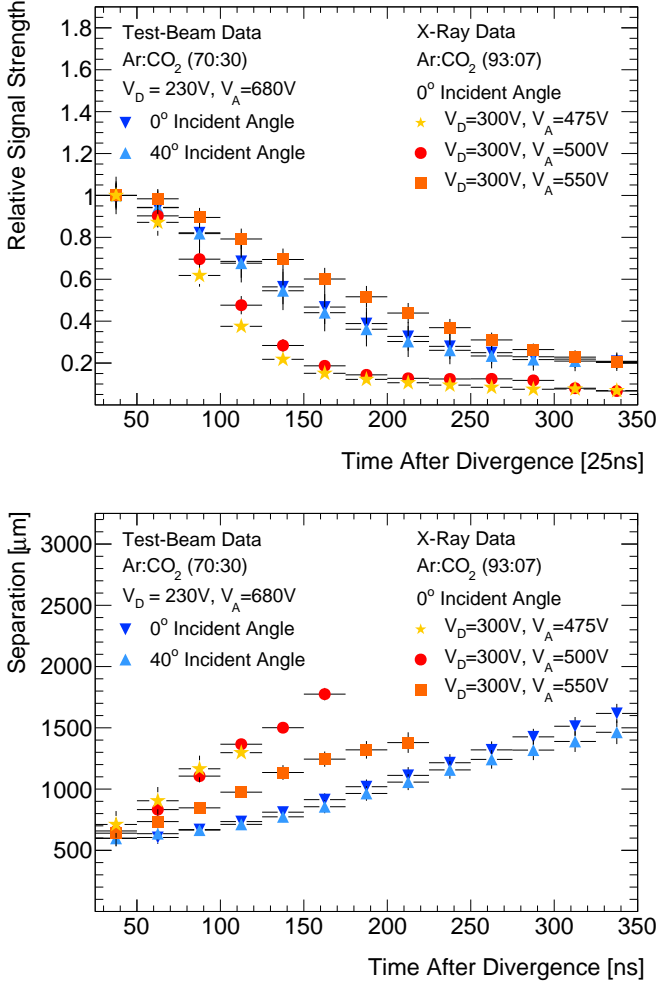 Relative Signal Strength
1.8
1.6
1.4
1.2
1
0.8
0.6
0.4
0.2
Test-Beam Data
Ar:CO2 (70:30)
VD = 230V, VA=680V
0° Incident Angle
40° Incident Angle
X-Ray Data
Ar:CO2 (93:07)
0° Incident Angle
VD=300V, VA=475V
VD=300V, VA=500V
VD=300V, VA=550V
50 100 150 200 250 300 350
Time After Divergence [25ns]
Separation [μm]
3000
2500
2000
1500
1000
500
Test-Beam Data
Ar:CO2 (70:30)
VD = 230V, VA=680V
0° Incident Angle
40° Incident Angle
X-Ray Data
Ar:CO2 (93:07)
0° Incident Angle
VD=300V, VA=475V
VD=300V, VA=500V
VD=300V, VA=550V
50 100 150 200 250 300 350
Time After Divergence [ns]